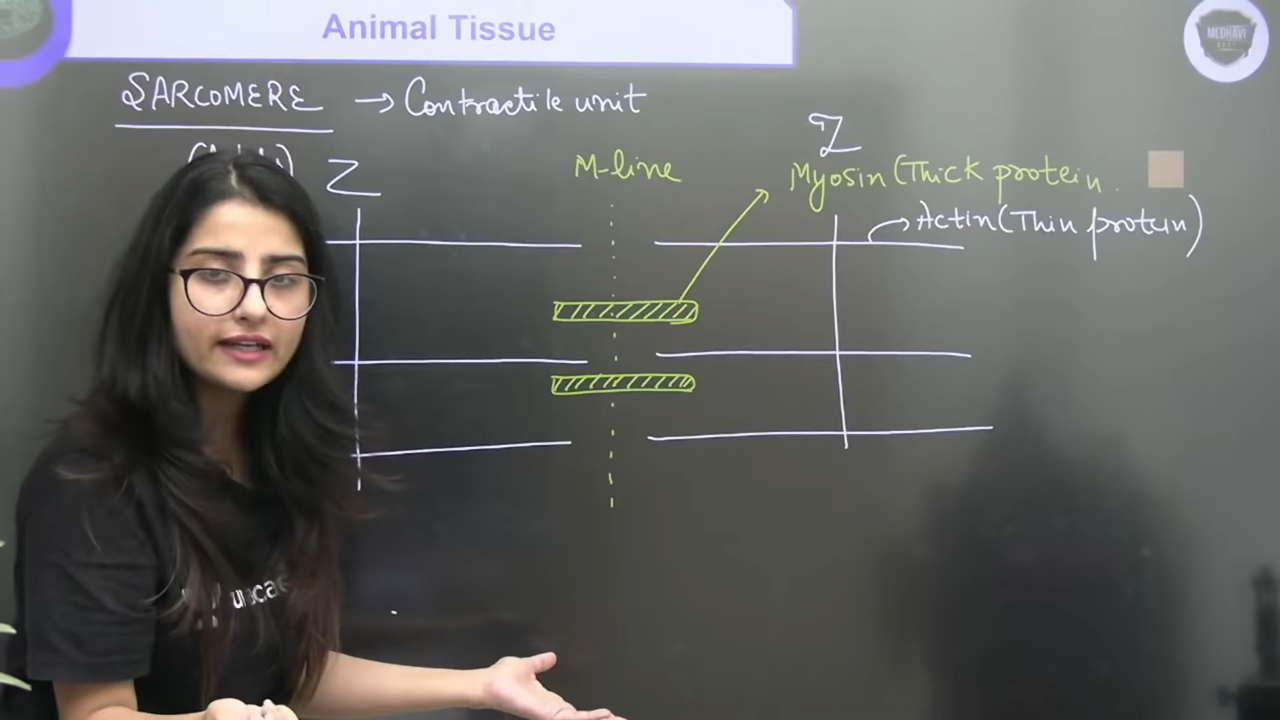 Animal Tissue
MEDHAVI
SARCOMERE → Contractile unit
Z
Z
M-line
Myosin (Thick protein.
Actin (Thin protein)